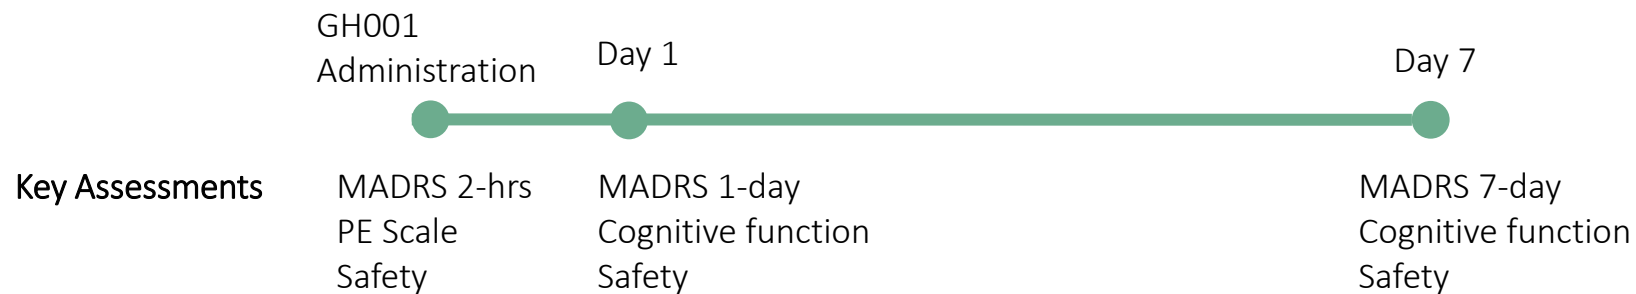 GH001
Administration
Day 1
Day 7
Key Assessments
MADRS 2-hrs
PE Scale
Safety
MADRS 1-day
Cognitive function
Safety
MADRS 7-day
Cognitive function
Safety